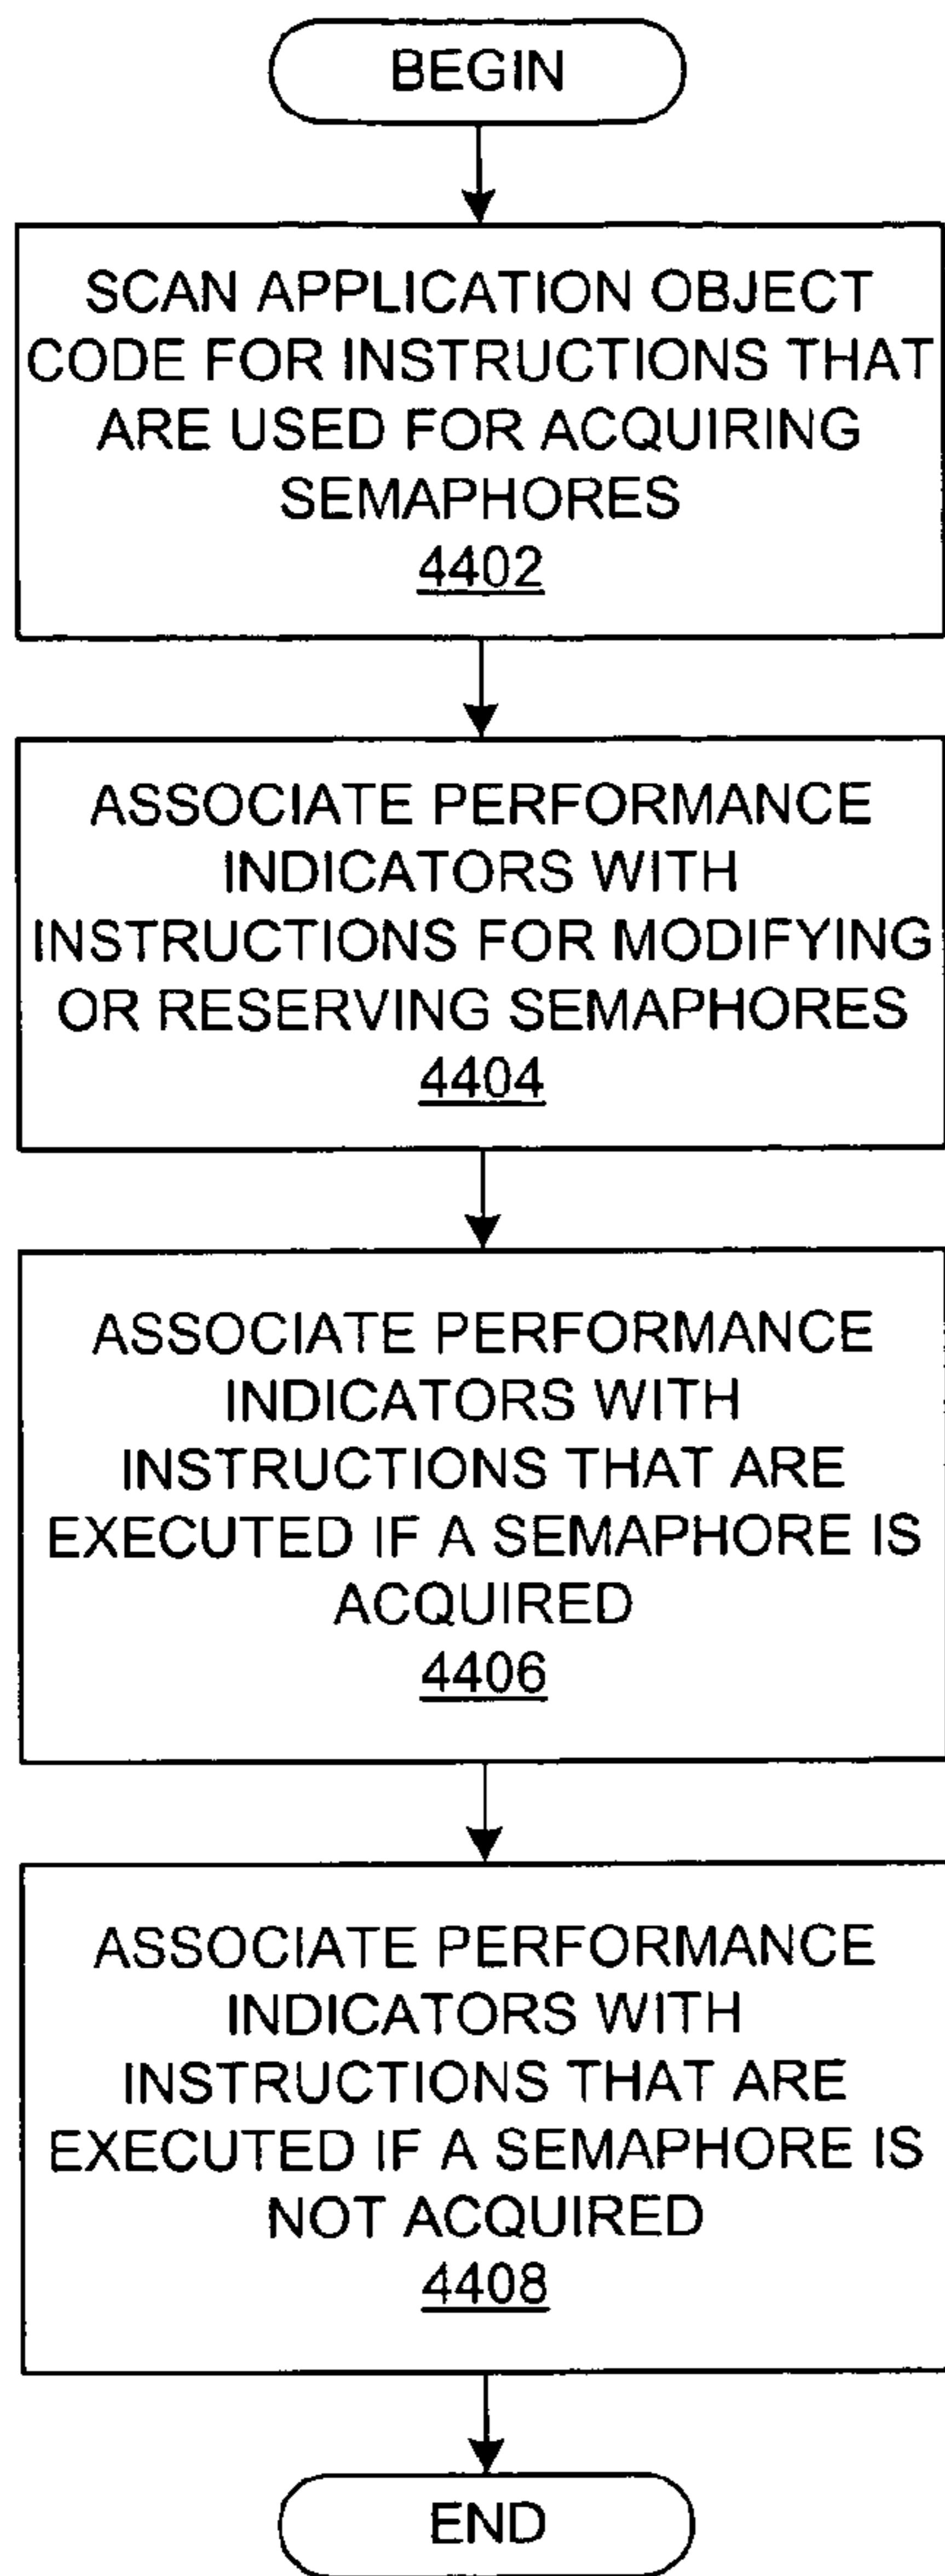 BEGIN
SCAN APPLICATION OBJECT
CODE FOR INSTRUCTIONS THAT
ARE USED FOR ACQUIRING
SEMAPHORES
4402
ASSOCIATE PERFORMANCE
INDICATORS WITH
INSTRUCTIONS FOR MODIFYING
OR RESERVING SEMAPHORES
4404
ASSOCIATE PERFORMANCE
INDICATORS WITH
INSTRUCTIONS THAT ARE
EXECUTED IF A SEMAPHORE IS
ACQUIRED
4406
ASSOCIATE PERFORMANCE
INDICATORS WITH
INSTRUCTIONS THAT ARE
EXECUTED IF A SEMAPHORE IS
NOT ACQUIRED
4408
END